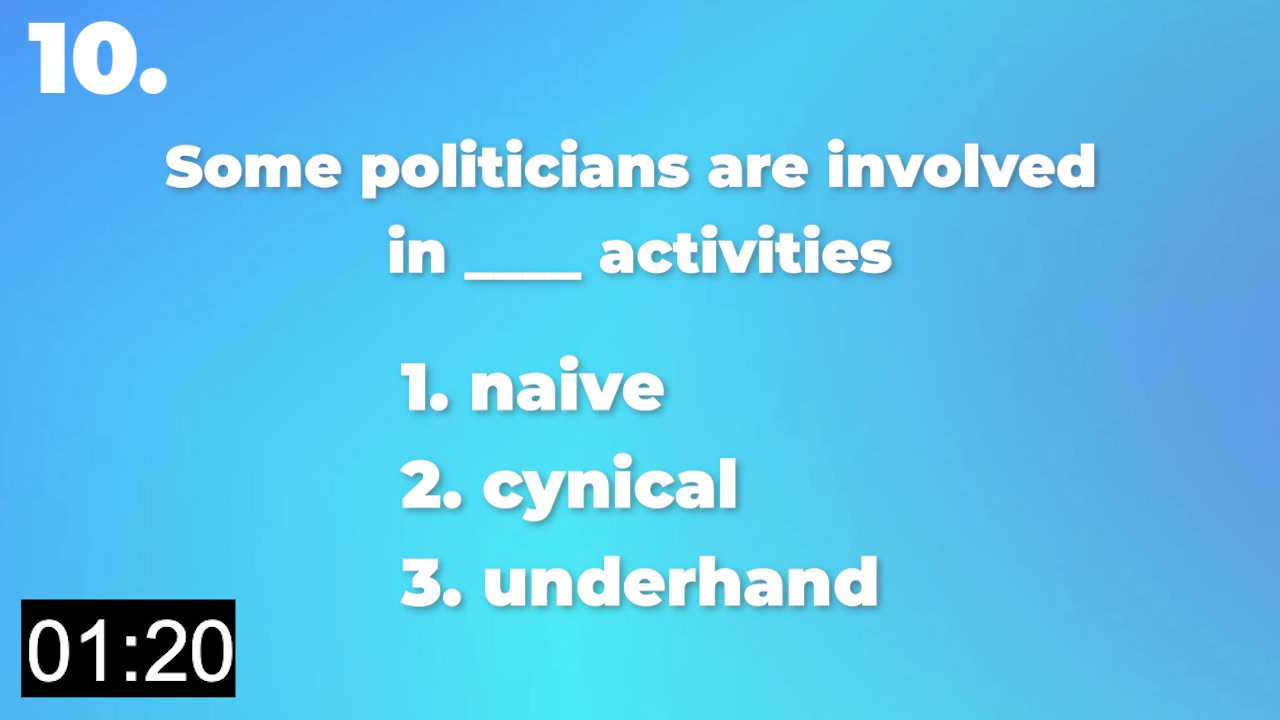 10.
Some politicians are involved
in ____ activities
1. naive
2. cynical
3. underhand
01:20